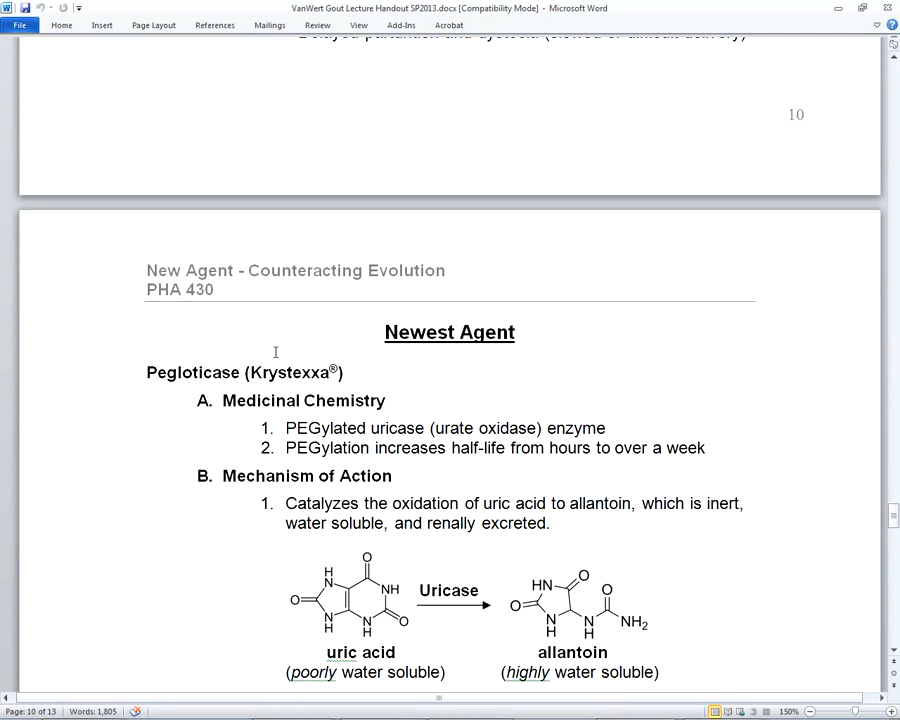 VanWert Gout Lecture Handout SP2013.docx [Compatibility Mode] - Microsoft Word
File Home Insert Page Layout References Mailings Review View Add-Ins Acrobat
10
New Agent - Counteracting Evolution
PHA 430
Newest Agent
Pegloticase (Krystexxa®)
A. Medicinal Chemistry
1. PEGylated uricase (urate oxidase) enzyme
2. PEGylation increases half-life from hours to over a week
B. Mechanism of Action
1. Catalyzes the oxidation of uric acid to allantoin, which is inert,
water soluble, and renally excreted.
O
H
N
NH
O
N
H
N
H
O
Uricase
HN
O
O
N
H
O
N
H
NH2
uric acid
(poorly water soluble)
allantoin
(highly water soluble)
Page: 10 of 13 Words: 1,805 150%